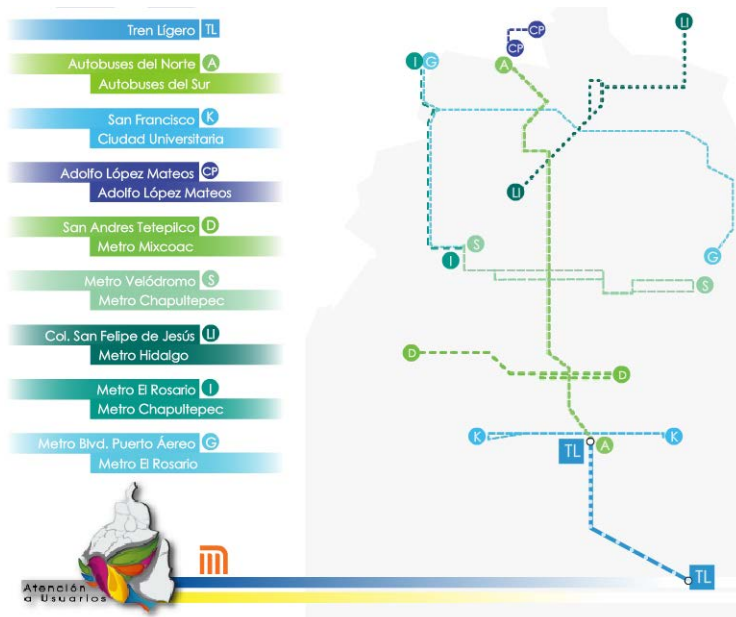 Tren Lígero TL
Autobuses del Norte A
Autobuses del Sur
San Francisco K
Ciudad Universitaria
Adolfo López Mateos CP
Adolfo López Mateos
San Andres Tetepilco D
Metro Mixcoac
Metro Velódromo S
Metro Chapultepec
Col. San Felipe de Jesús LI
Metro Hidalgo
Metro El Rosario I
Metro Chapultepec
Metro Blvd. Puerto Áereo G
Metro El Rosario
Atención
a Usuarios
LI
CP
CP
I G
A
LI
S
I
G
S
D
D
K
K
TL
A
TL